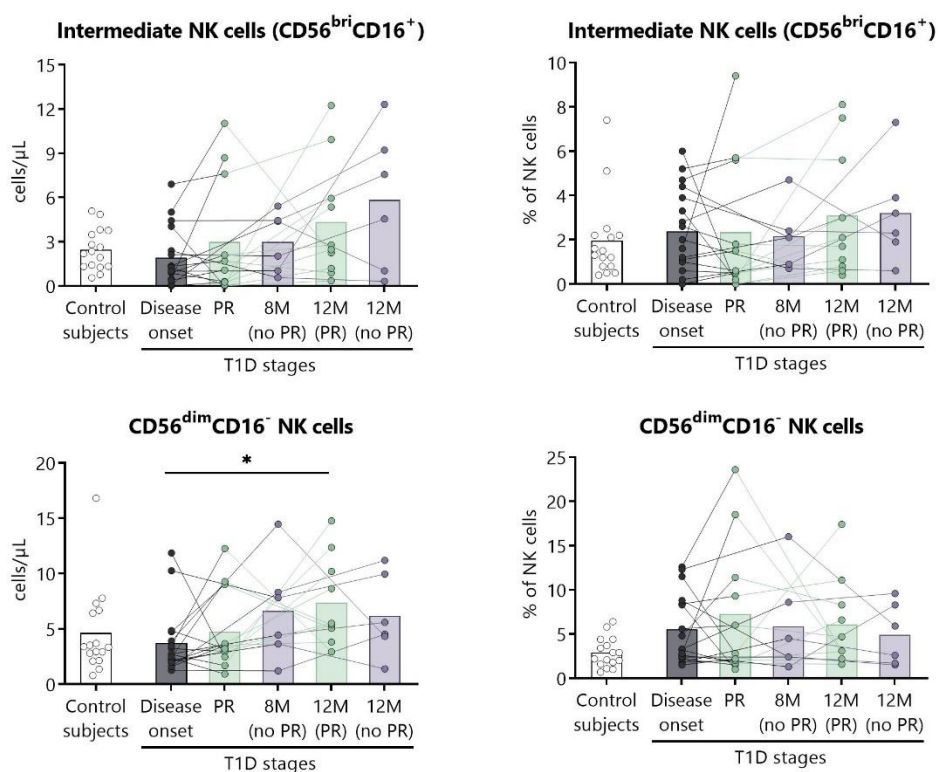 Intermediate NK cells (CD56briCD16+)
cells/µL
15
12
9
6
3
0
Control subjects
Disease onset
PR
8M (no PR)
12M (PR)
12M (no PR)
T1D stages
Intermediate NK cells (CD56briCD16+)
% of NK cells
10
8
6
4
2
0
Control subjects
Disease onset
PR
8M (no PR)
12M (PR)
12M (no PR)
T1D stages
CD56dimCD16- NK cells
cells/µL
20
15
10
5
0
*
Control subjects
Disease onset
PR
8M (no PR)
12M (PR)
12M (no PR)
T1D stages
CD56dimCD16- NK cells
% of NK cells
25
20
15
10
5
0
Control subjects
Disease onset
PR
8M (no PR)
12M (PR)
12M (no PR)
T1D stages